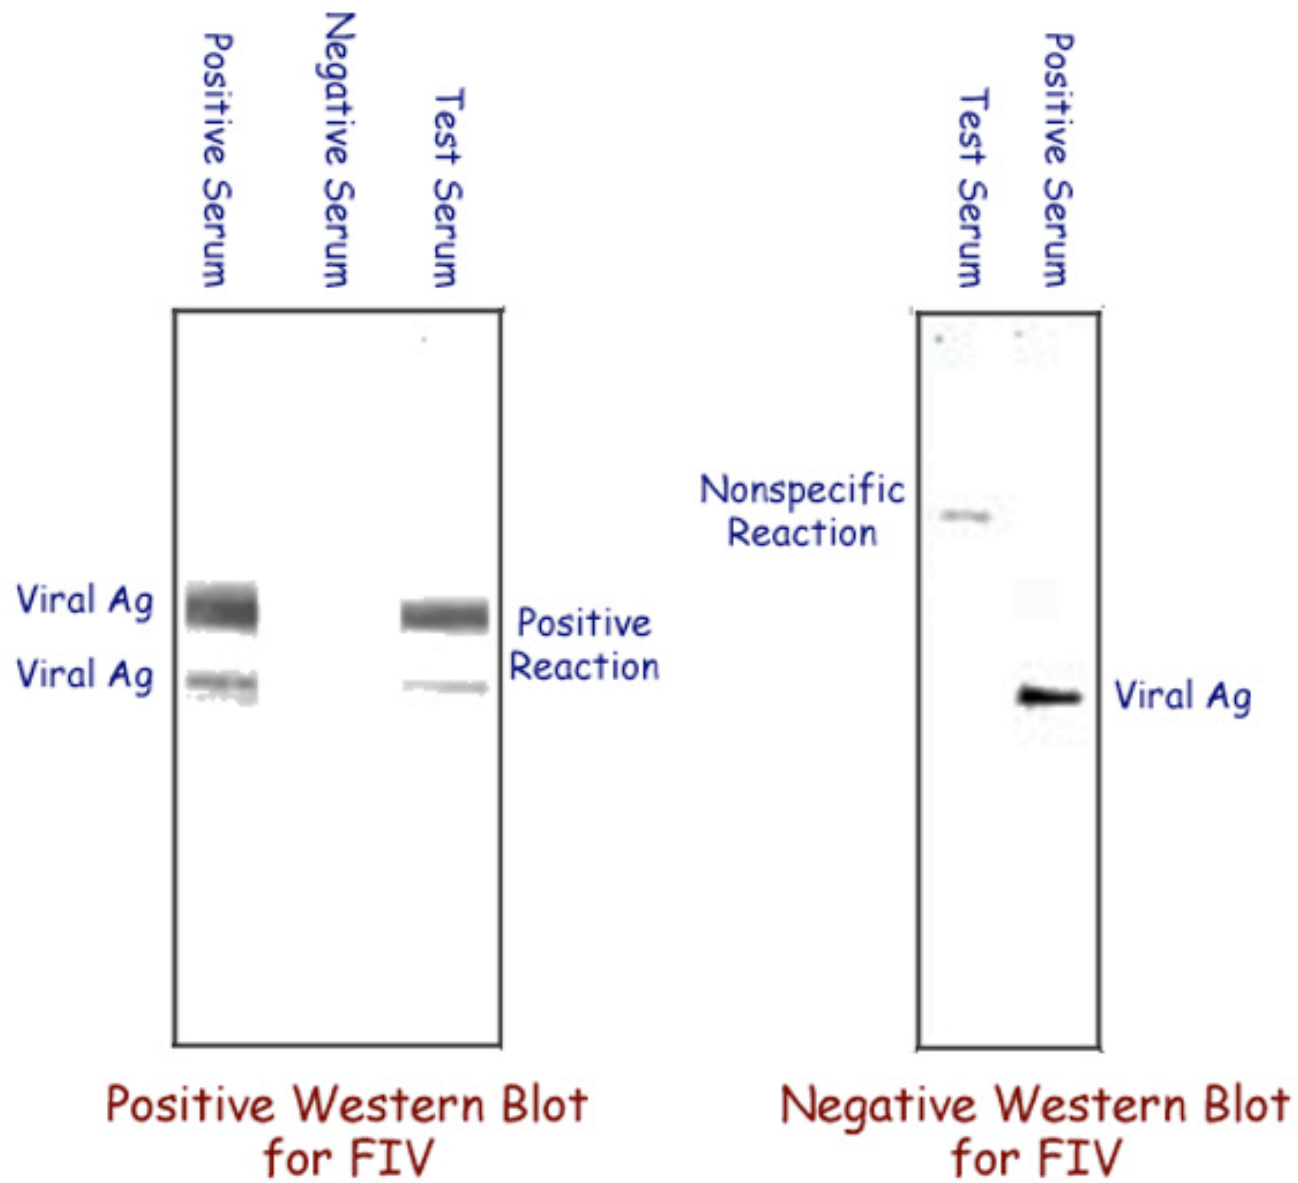 Positive Serum
Negative Serum
Test Serum
Viral Ag
Viral Ag
Positive
Reaction
Positive Western Blot
for FIV
Test Serum
Positive Serum
Nonspecific
Reaction
Viral Ag
Negative Western Blot
for FIV